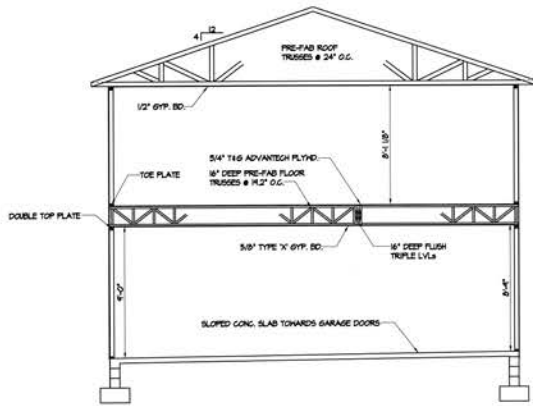 12
4
PRE-FAB ROOF
TRUSSES @ 24" O.C.
1/2" GYP. BD.
8'-1 1/8"
3/4" T&G ADVANTECH PLYWD.
TOE PLATE
16" DEEP PRE-FAB FLOOR
TRUSSES @ 19.2" O.C.
DOUBLE TOP PLATE
5/8" TYPE 'X' GYP. BD.
16" DEEP FLUSH
TRIPLE LVLs
9'-0"
8'-9"
SLOPED CONC. SLAB TOWARDS GARAGE DOORS